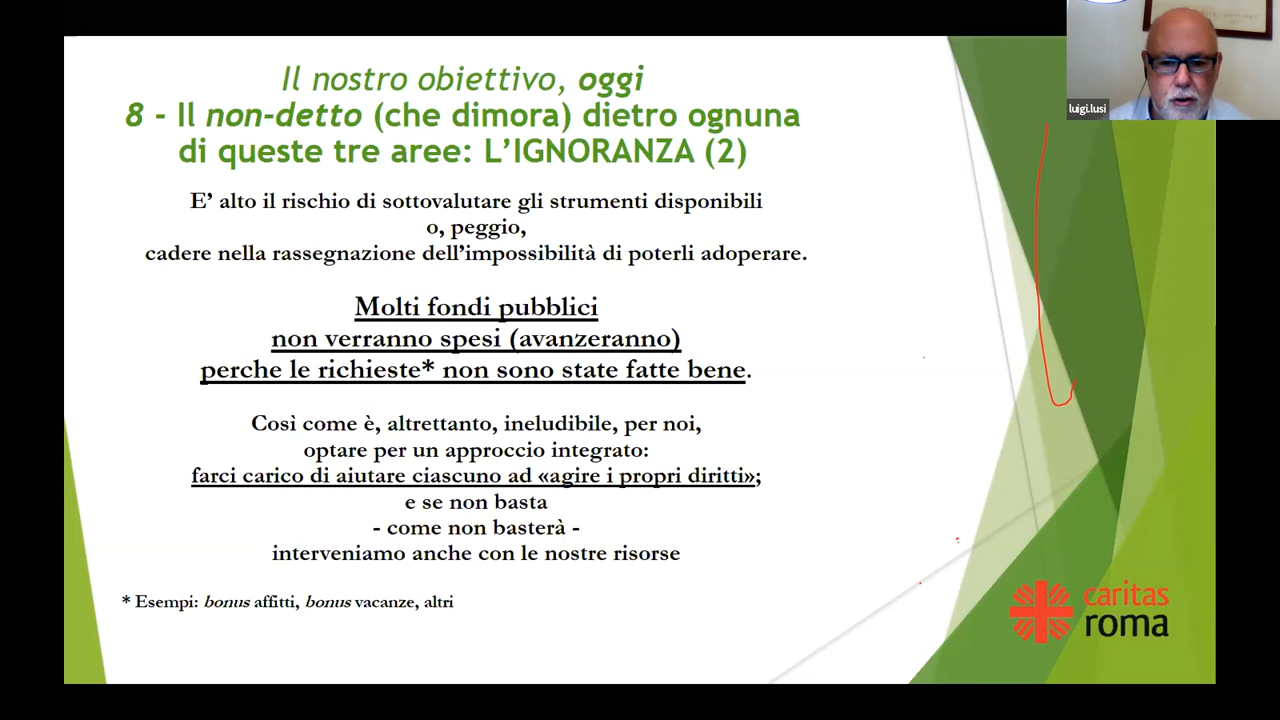 Il nostro obiettivo, oggi
8 - Il non-detto (che dimora) dietro ognuna
di queste tre aree: L'IGNORANZA (2)
luigi.lusi
E' alto il rischio di sottovalutare gli strumenti disponibili
o, peggio,
cadere nella rassegnazione dell'impossibilità di poterli adoperare.
Molti fondi pubblici
non verranno spesi (avanzeranno)
perche le richieste* non sono state fatte bene.
Così come è, altrettanto, ineludibile, per noi,
optare per un approccio integrato:
farci carico di aiutare ciascuno ad «agire i propri diritti»;
e se non basta
- come non basterà -
interveniamo anche con le nostre risorse
* Esempi: bonus affitti, bonus vacanze, altri
caritas
roma